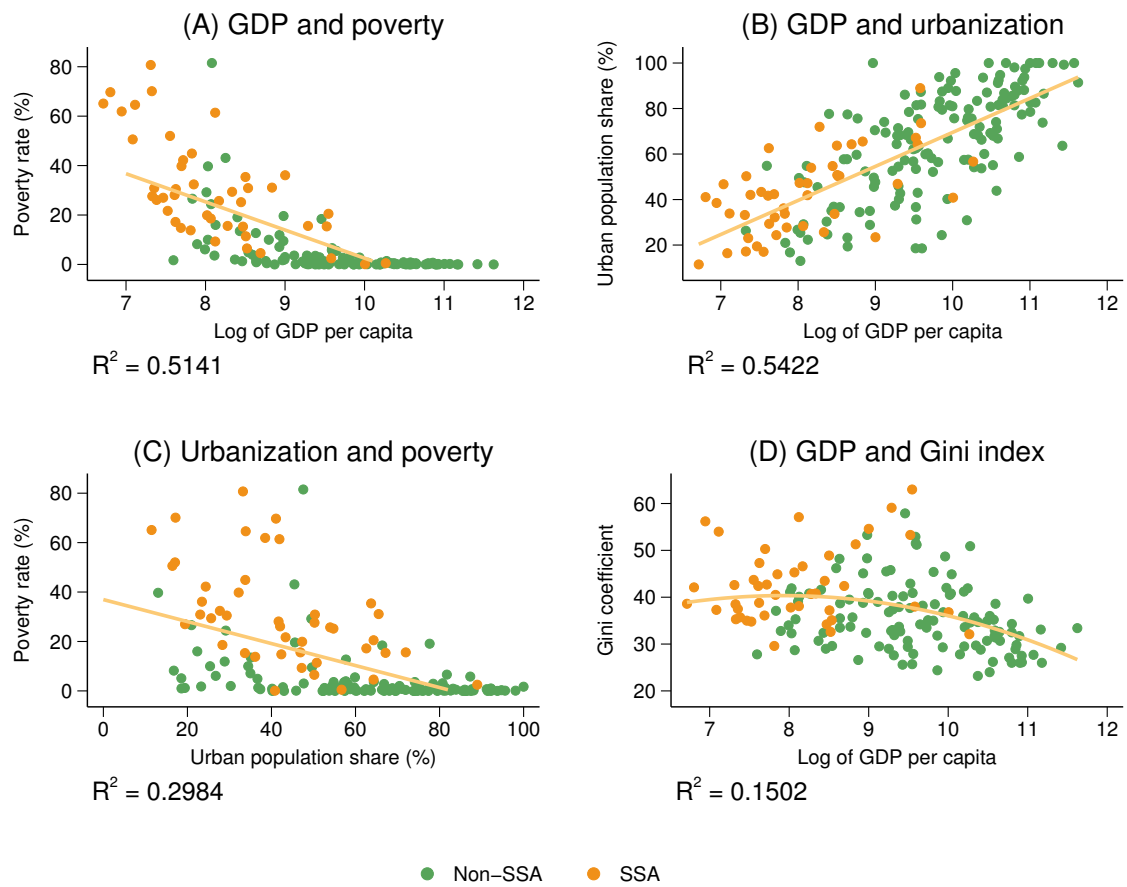 (A) GDP and poverty
Poverty rate (%)
80
60
40
20
0
7 8 9 10 11 12
Log of GDP per capita
R² = 0.5141
(B) GDP and urbanization
Urban population share (%)
100
80
60
40
20
7 8 9 10 11 12
Log of GDP per capita
R² = 0.5422
(C) Urbanization and poverty
Poverty rate (%)
80
60
40
20
0
0 20 40 60 80 100
Urban population share (%)
R² = 0.2984
(D) GDP and Gini index
Gini coefficient
60
50
40
30
20
7 8 9 10 11 12
Log of GDP per capita
R² = 0.1502
Non−SSA SSA